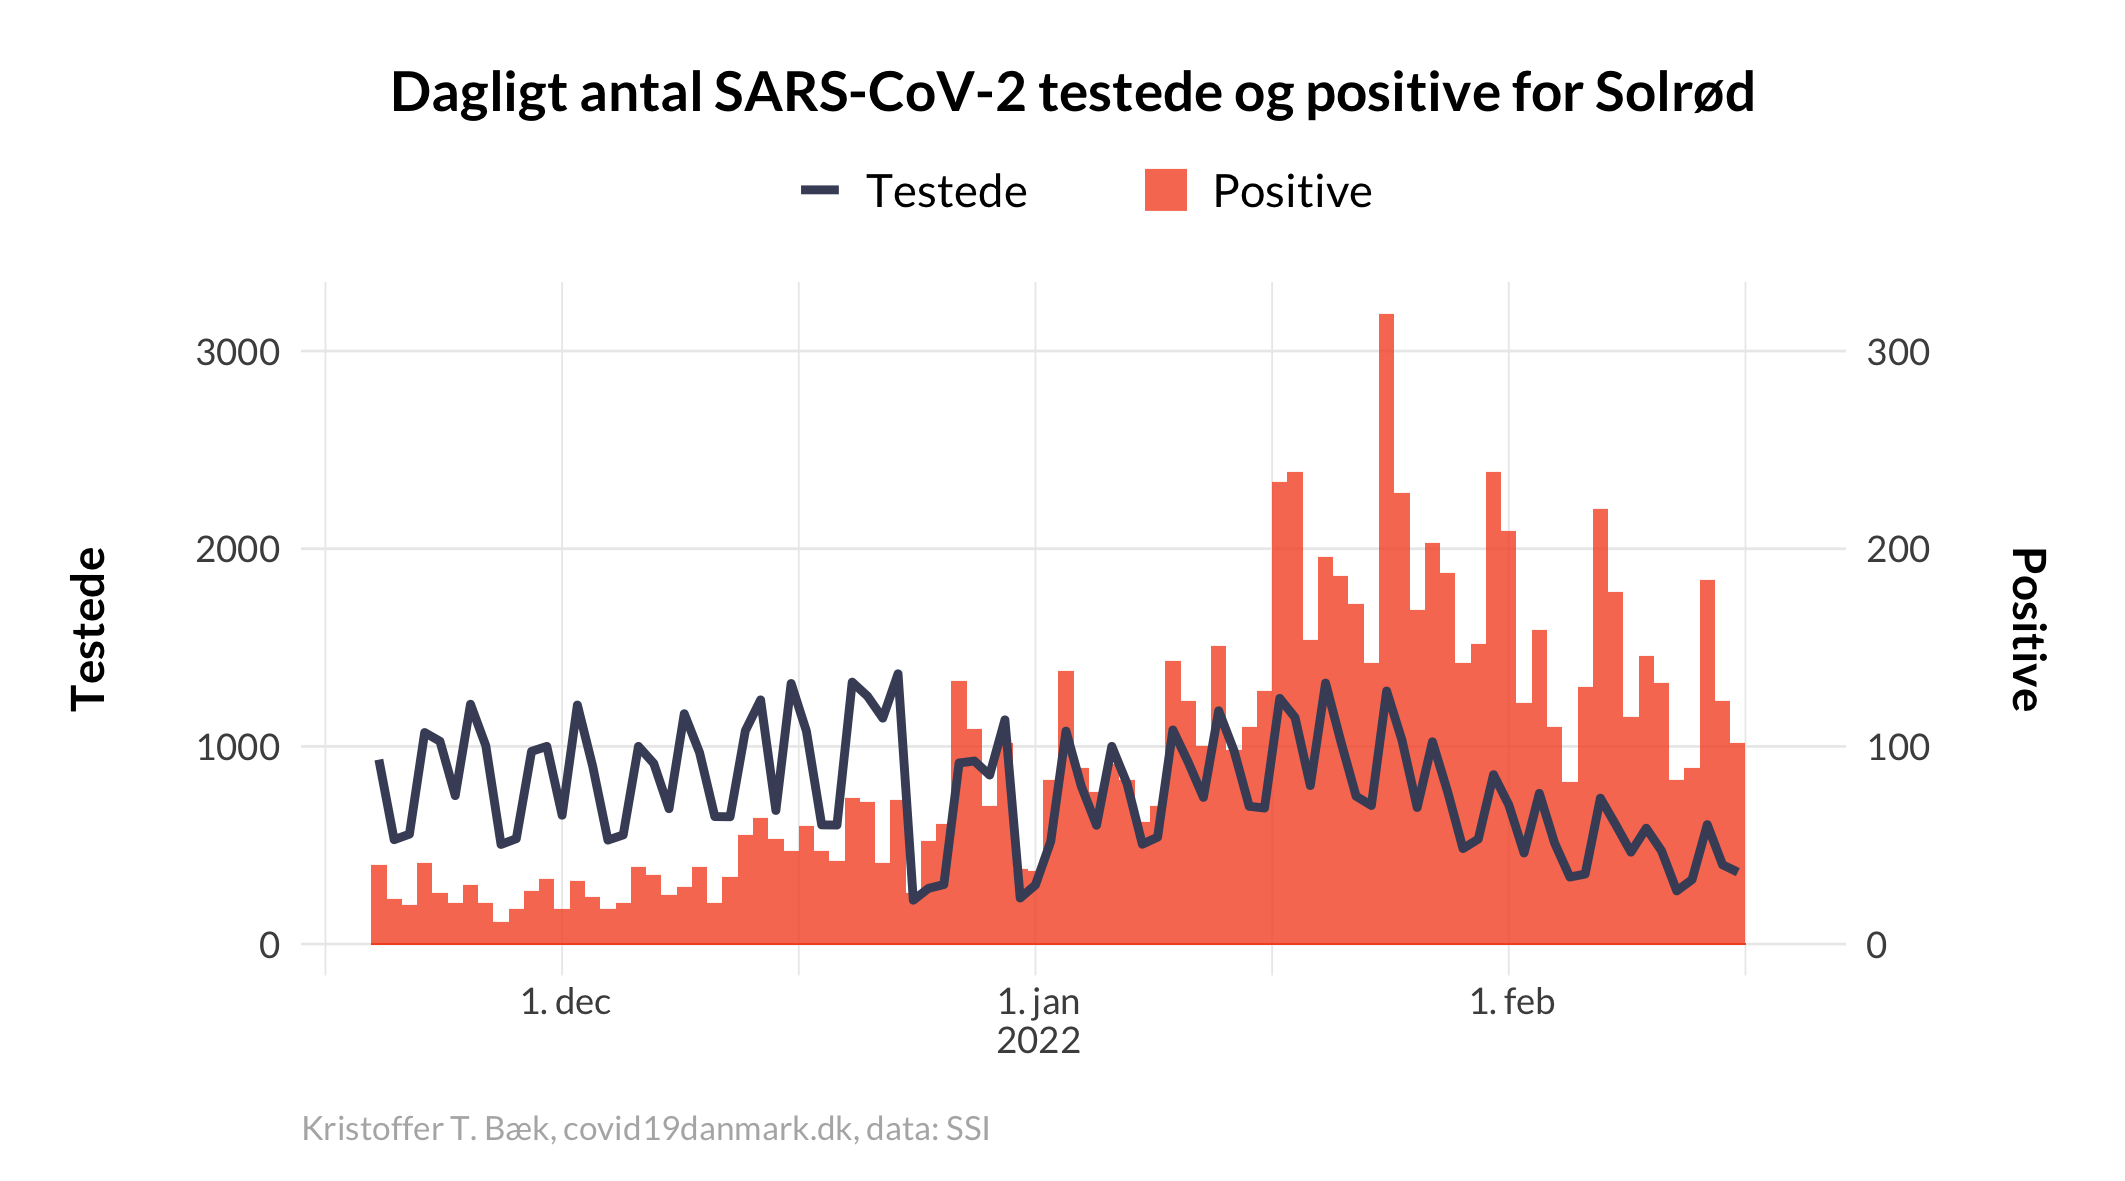 Dagligt antal SARS-CoV-2 testede og positive for Solrød
Testede
Positive
3000
2000
1000
0
300
200
100
0
Testede
Positive
1. dec
1. jan
2022
1. feb
Kristoffer T. Bæk, covid19danmark.dk, data: SSI